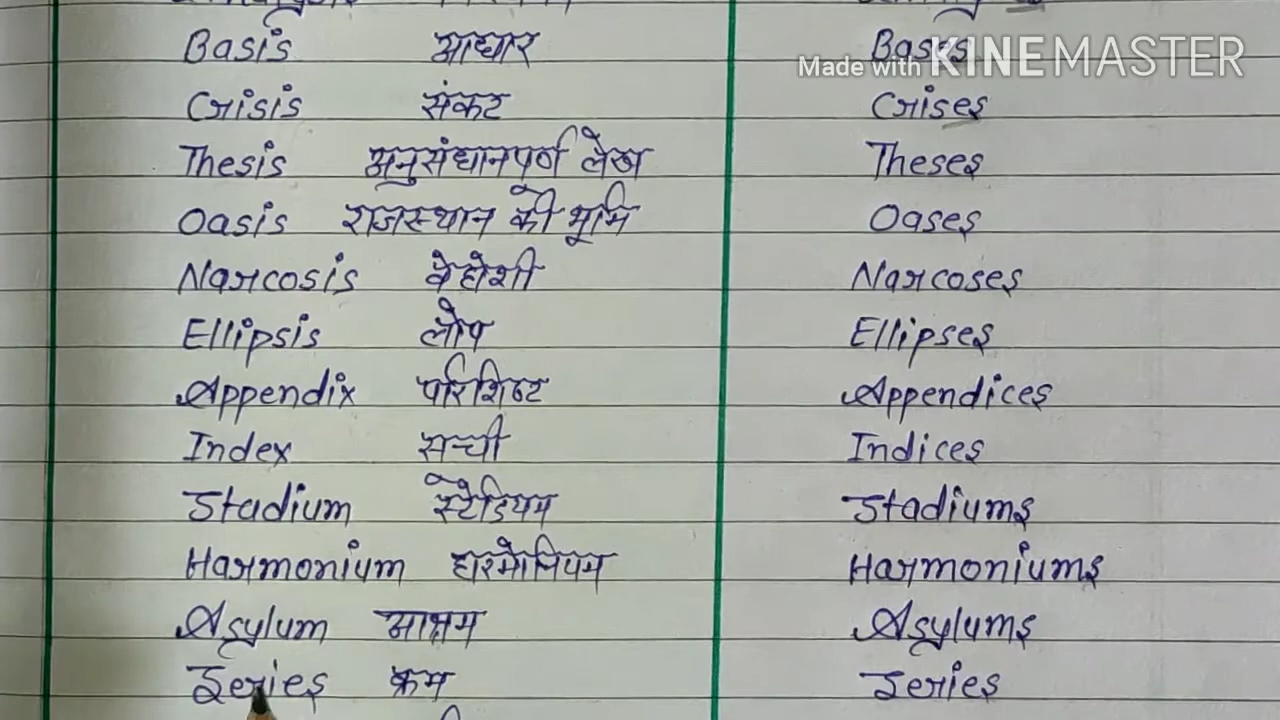 Basis आधार Bases
Made with KINEMASTER
Crisis संकट Crises
Thesis अनुसंधानपूर्ण लेख Theses
Oasis राजस्थान की भूमि Oases
Narcosis बेहोशी Narcoses
Ellipsis लोप Ellipses
Appendix परिशिष्ट Appendices
Index सूची Indices
Stadium स्टेडियम Stadiums
Harmonium हारमोनियम Harmoniums
Asylum आश्रम Asylums
Series क्रम Series